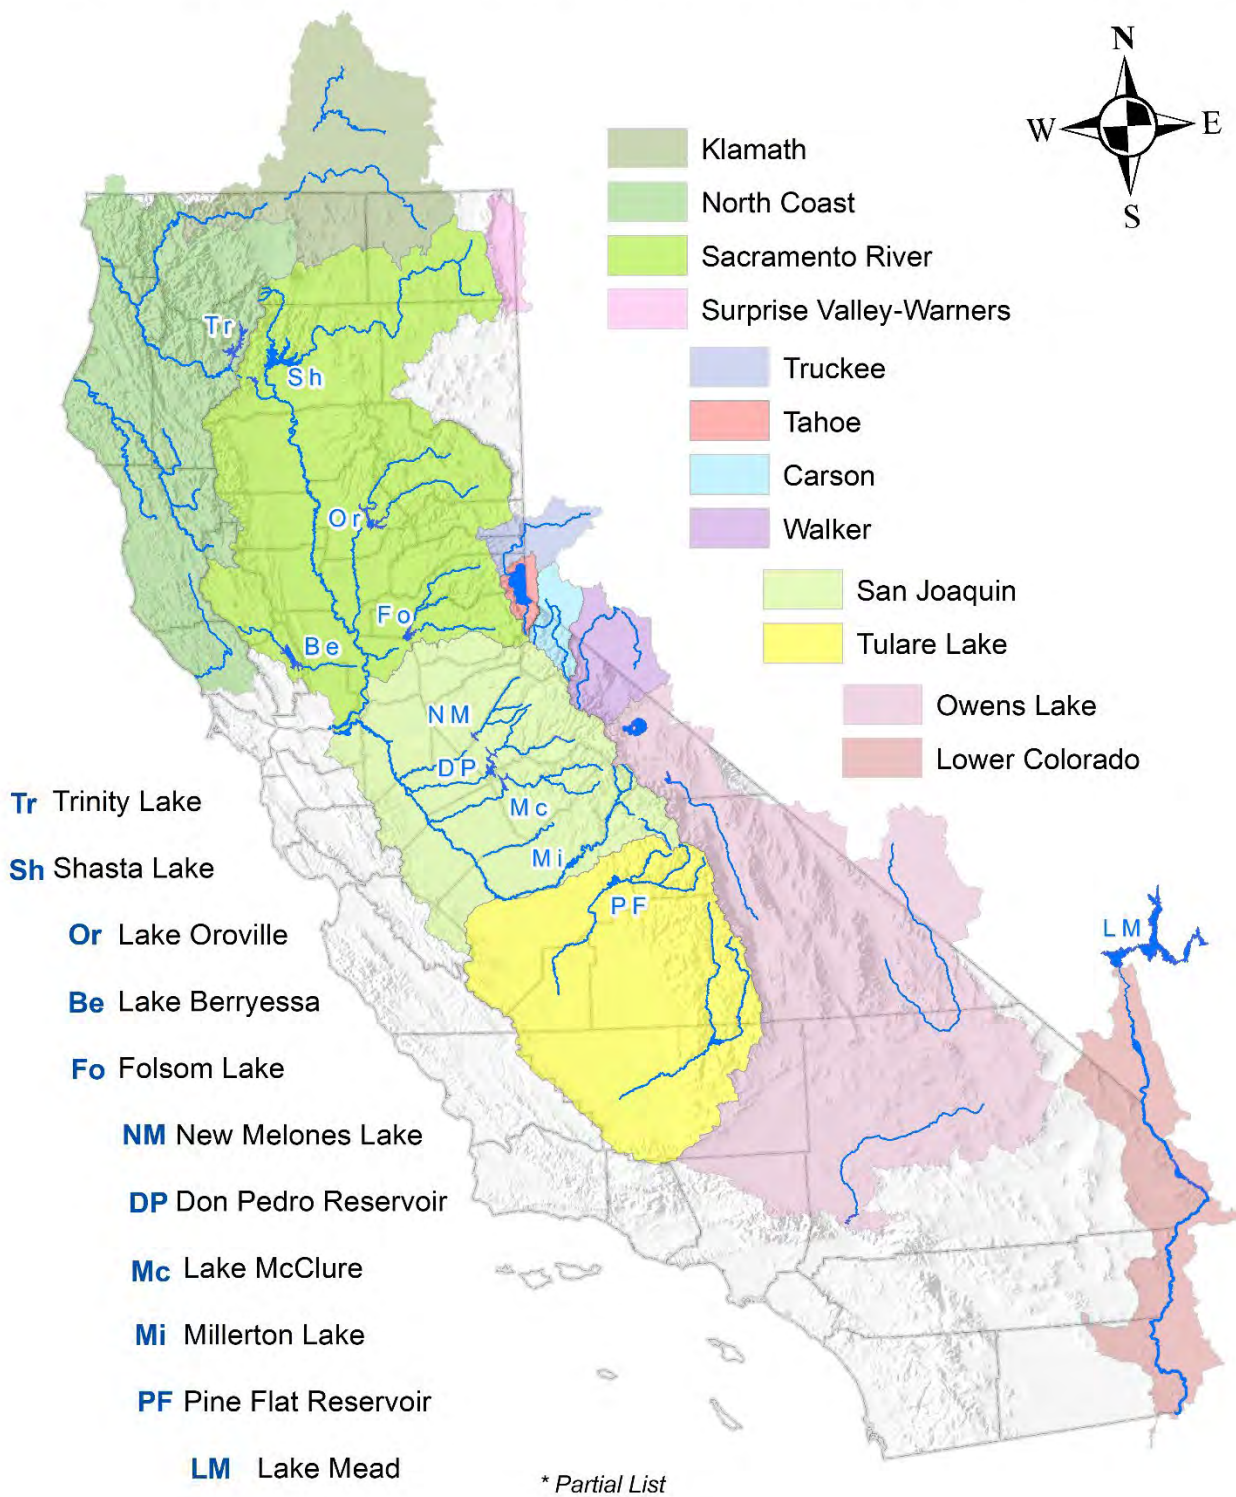 N
W
E
S
Klamath
North Coast
Sacramento River
Surprise Valley-Warners
Truckee
Tahoe
Carson
Walker
San Joaquin
Tulare Lake
Owens Lake
Lower Colorado
Tr
Sh
Or
Fo
Be
NM
DP
Mc
Mi
PF
LM
Tr Trinity Lake
Sh Shasta Lake
Or Lake Oroville
Be Lake Berryessa
Fo Folsom Lake
NM New Melones Lake
DP Don Pedro Reservoir
Mc Lake McClure
Mi Millerton Lake
PF Pine Flat Reservoir
LM Lake Mead
* Partial List